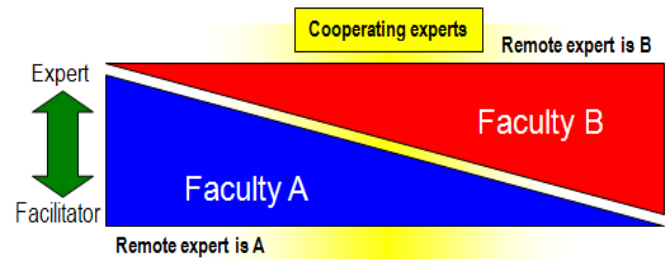 Cooperating experts
Remote expert is B
Expert
Faculty B
Faculty A
Facilitator
Remote expert is A